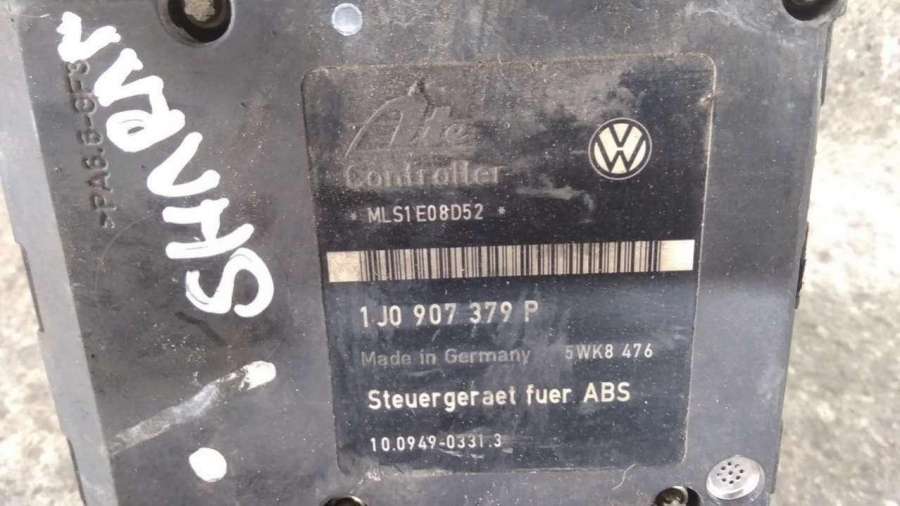 Ate
Controller
* MLS1E08D52 *
1J0 907 379 P
Made in Germany 5WK8 476
Steuergeraet fuer ABS
10.0949-0331.3
SHARAN